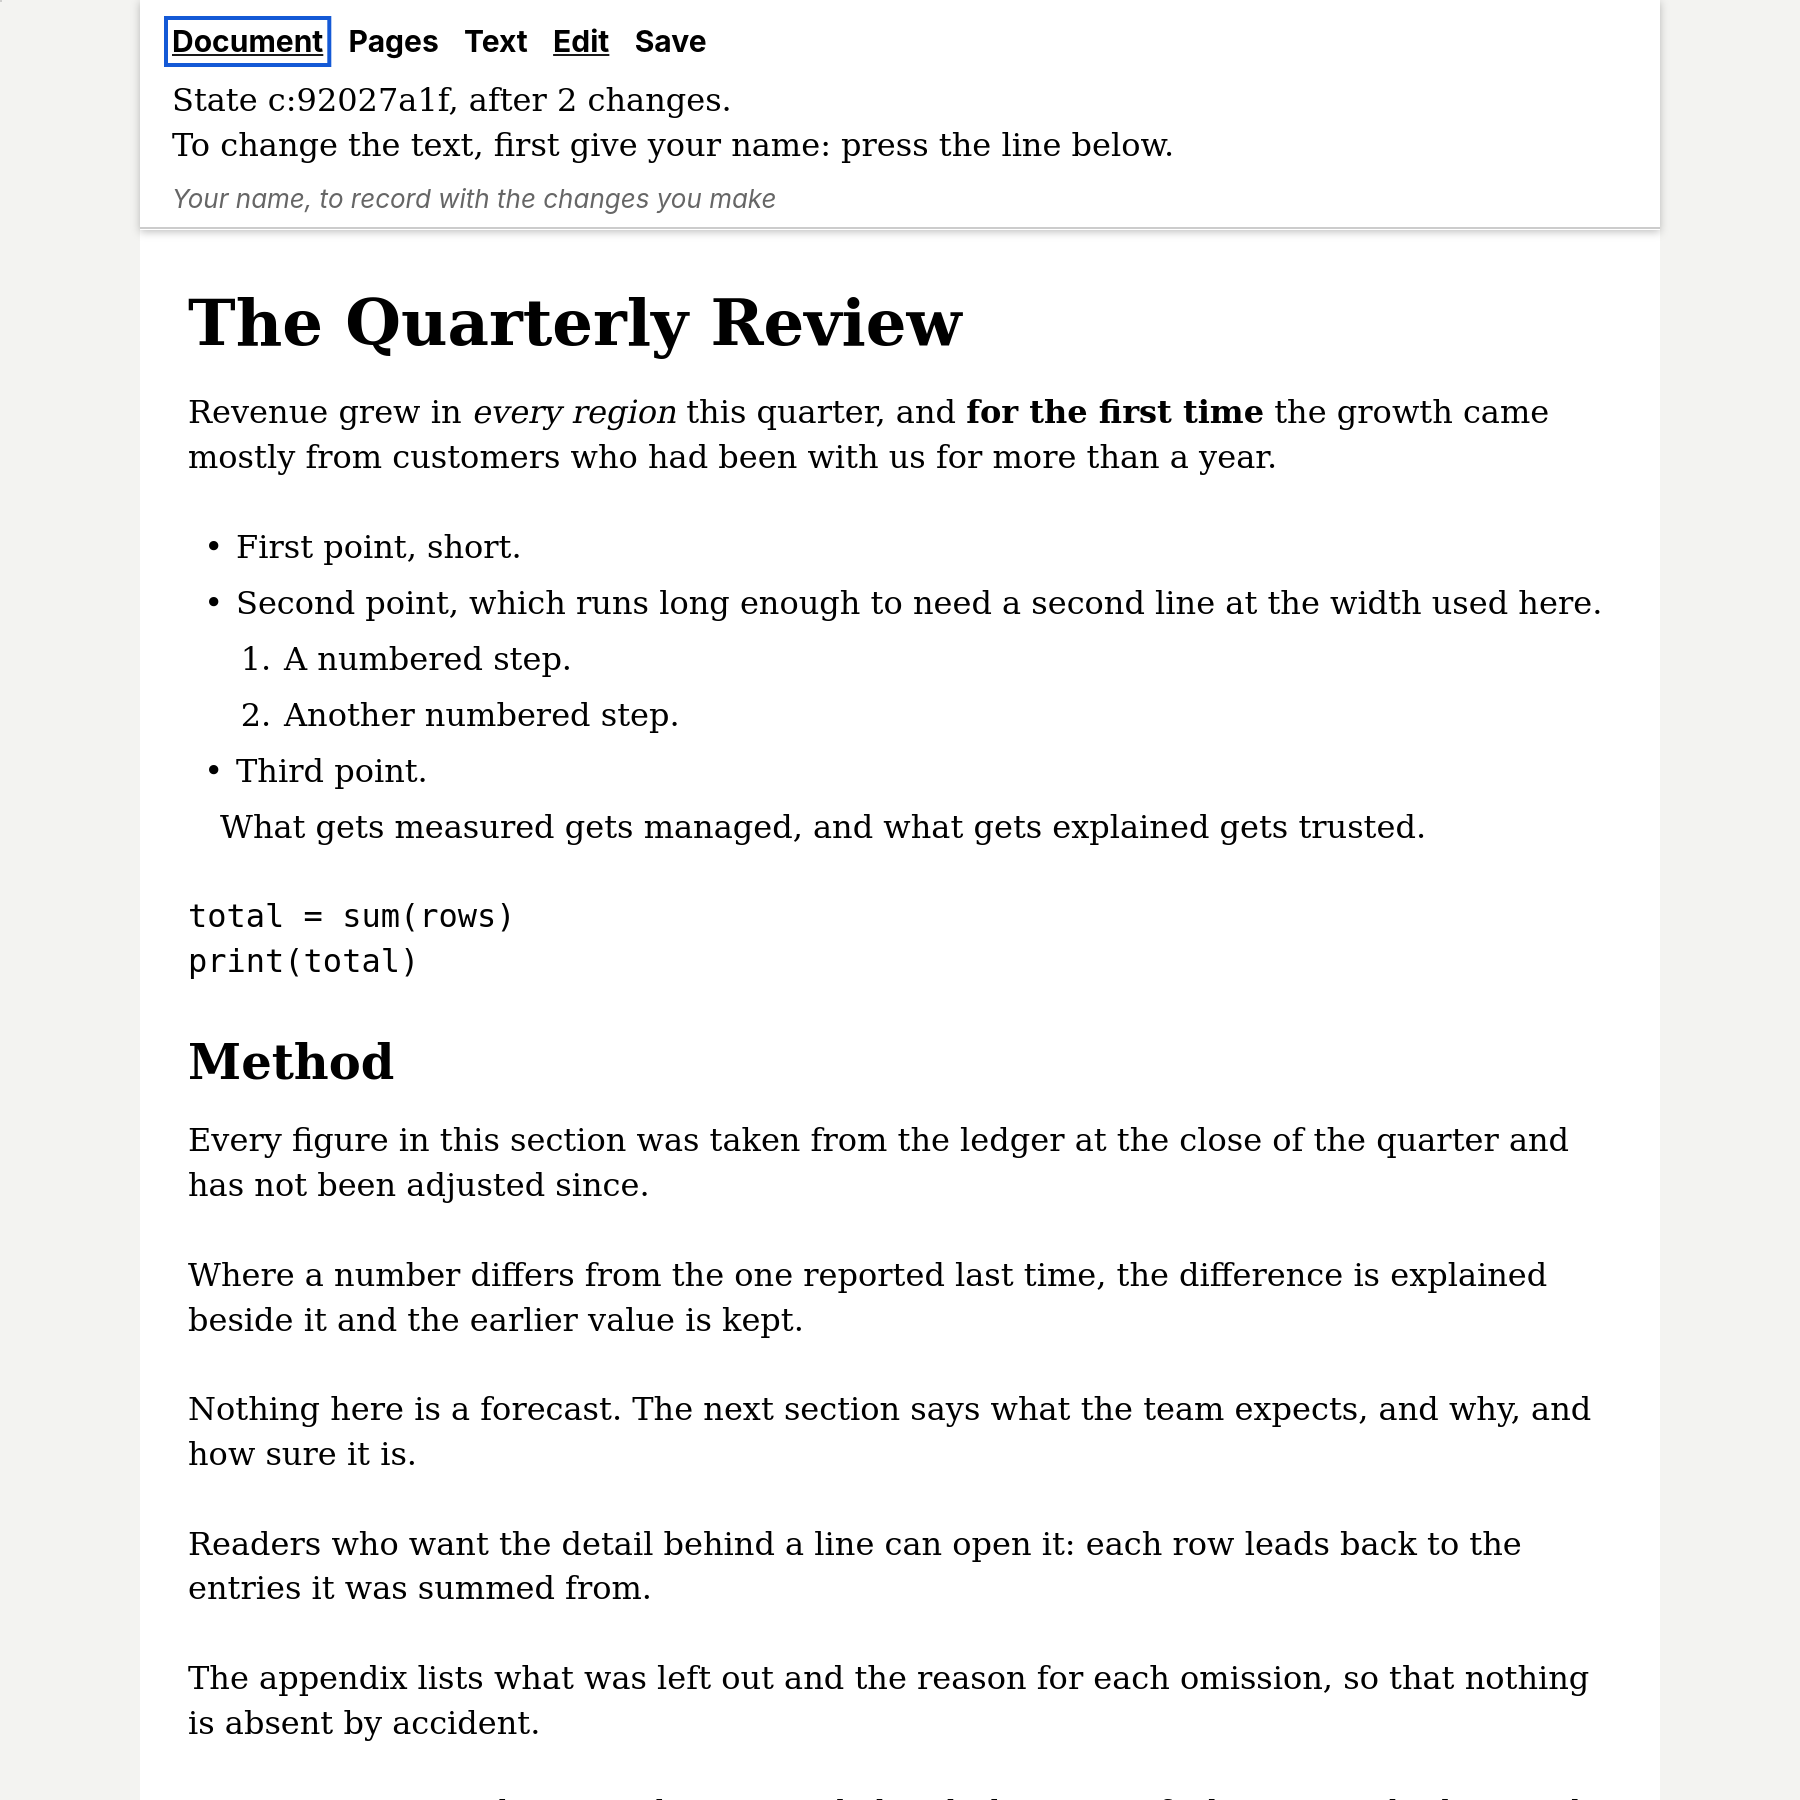 Document Pages Text Edit Save
State c:92027a1f, after 2 changes.
To change the text, first give your name: press the line below.
Your name, to record with the changes you make
The Quarterly Review
Revenue grew in every region this quarter, and for the first time the growth came
mostly from customers who had been with us for more than a year.
• First point, short.
• Second point, which runs long enough to need a second line at the width used here.
1. A numbered step.
2. Another numbered step.
• Third point.
What gets measured gets managed, and what gets explained gets trusted.
total = sum(rows)
print(total)
Method
Every figure in this section was taken from the ledger at the close of the quarter and
has not been adjusted since.
Where a number differs from the one reported last time, the difference is explained
beside it and the earlier value is kept.
Nothing here is a forecast. The next section says what the team expects, and why, and
how sure it is.
Readers who want the detail behind a line can open it: each row leads back to the
entries it was summed from.
The appendix lists what was left out and the reason for each omission, so that nothing
is absent by accident.